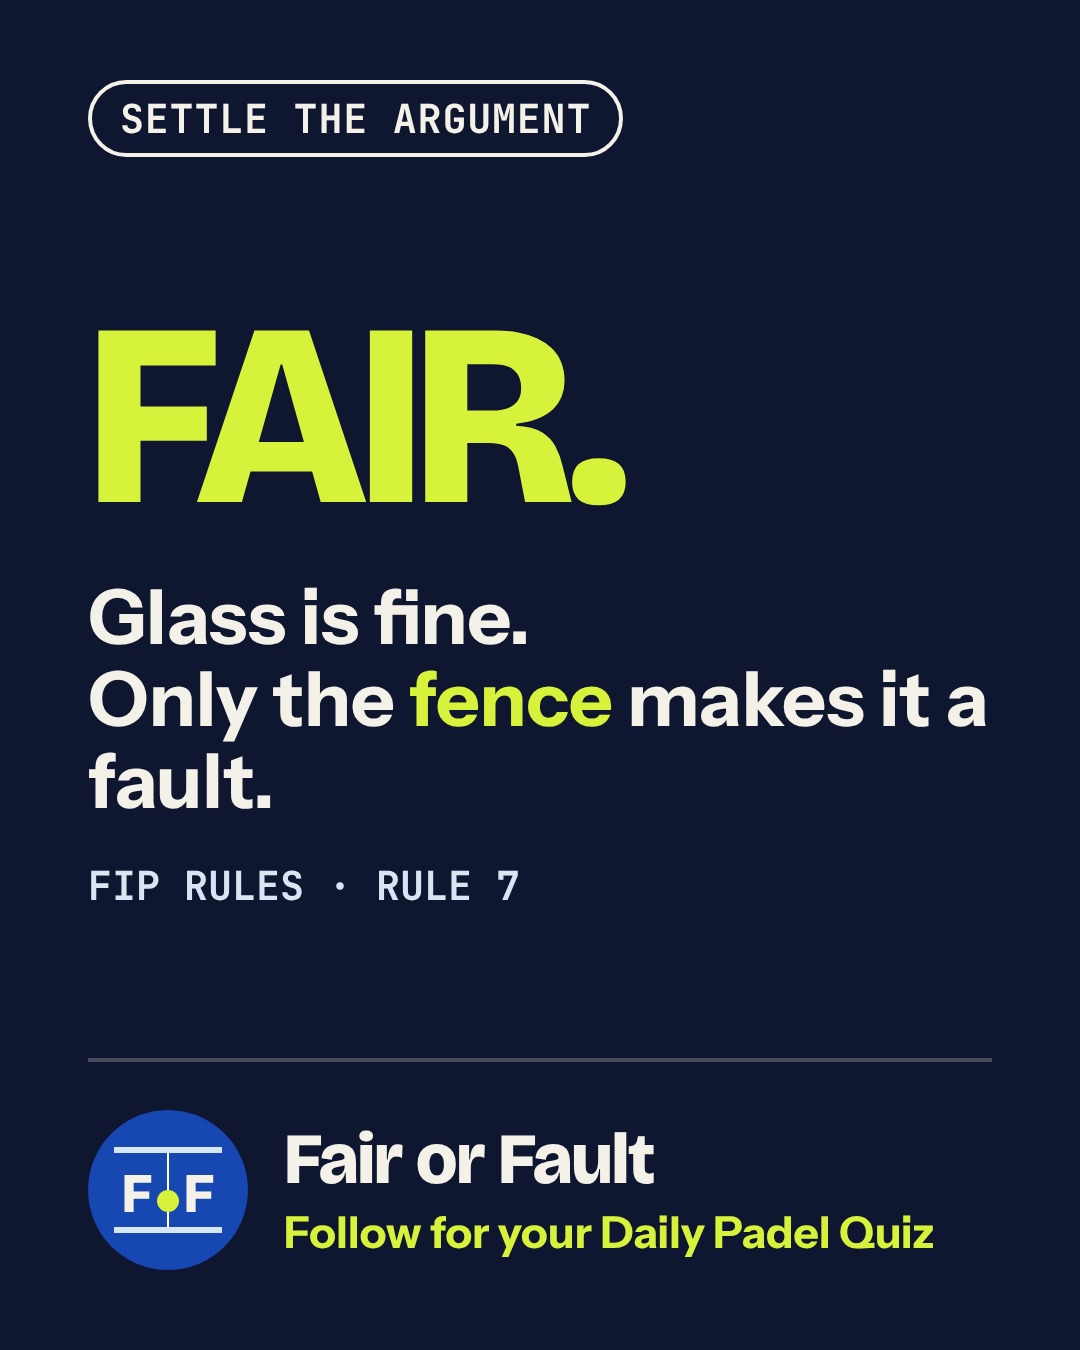 SETTLE THE ARGUMENT
FAIR.
Glass is fine.
Only the fence makes it a
fault.
FIP RULES · RULE 7
F F
Fair or Fault
Follow for your Daily Padel Quiz